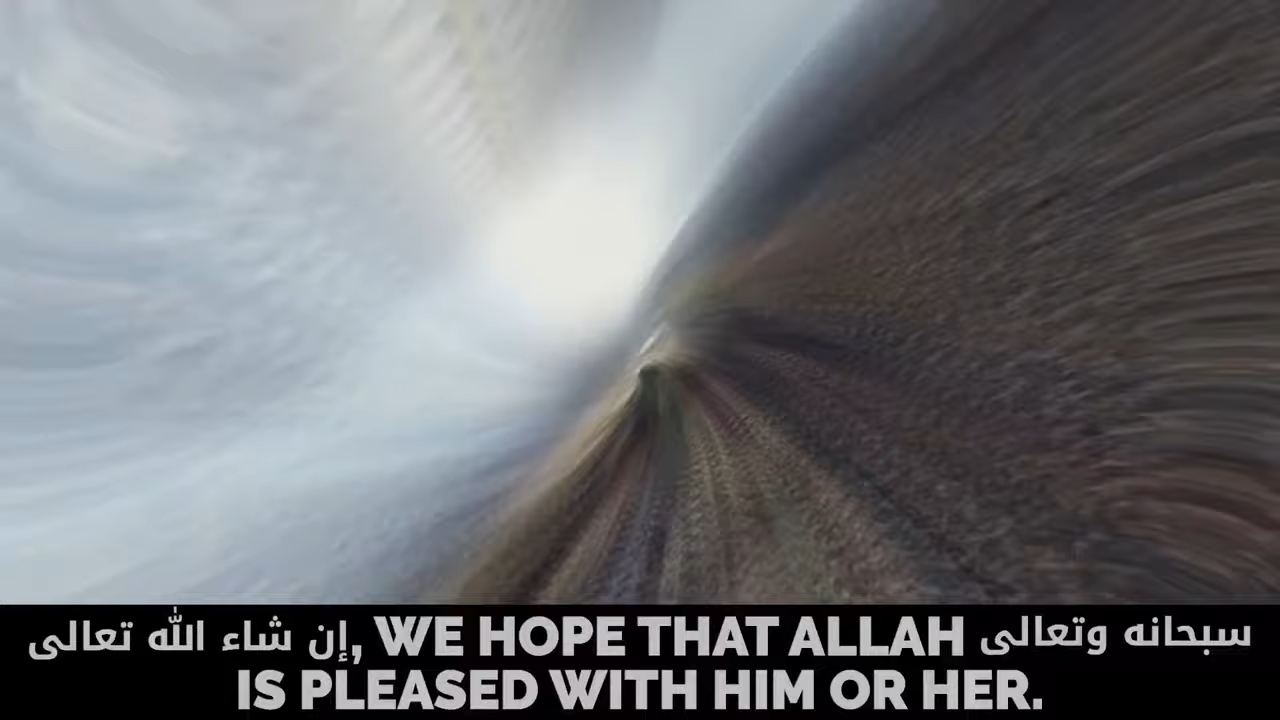 إن شاء الله تعالى, WE HOPE THAT ALLAH سبحانه وتعالى
IS PLEASED WITH HIM OR HER.